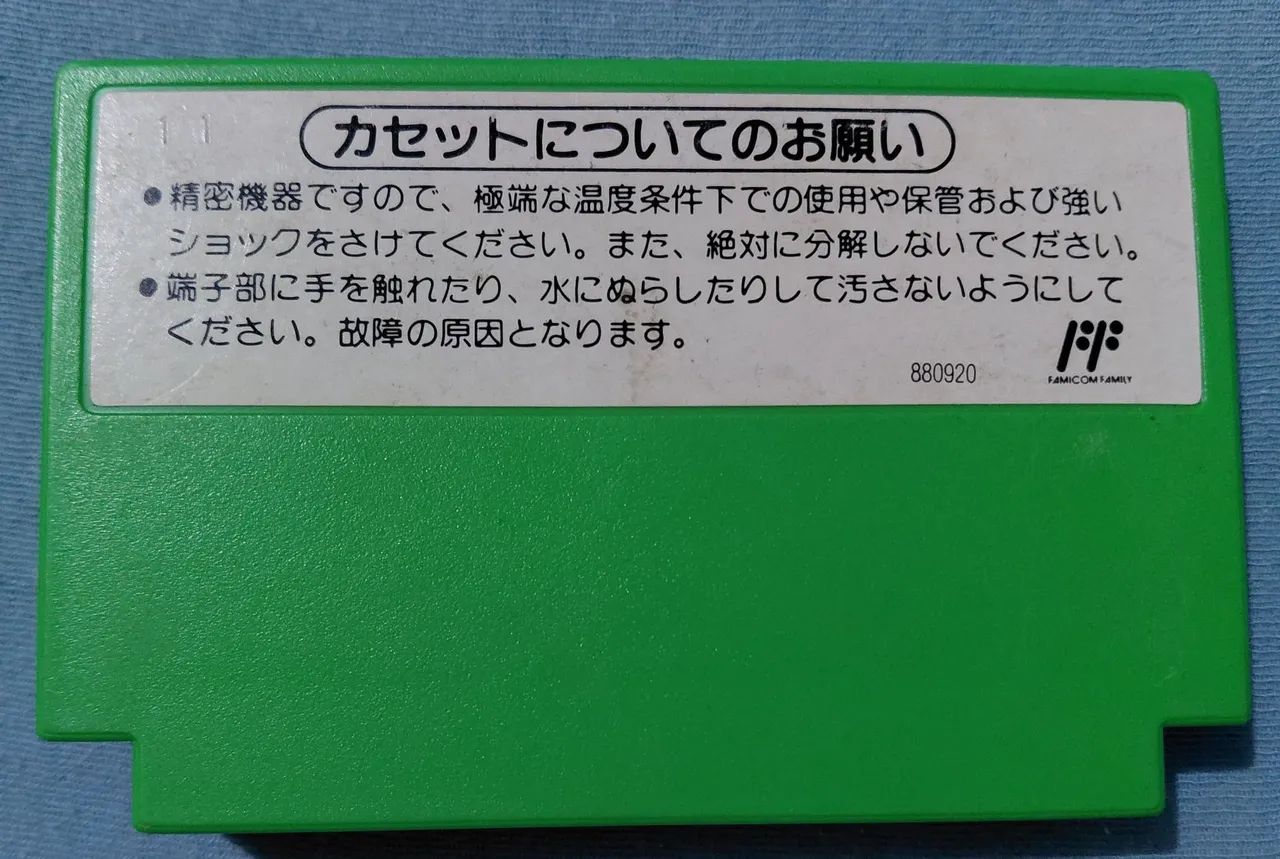 11
カセットについてのお願い
●精密機器ですので、極端な温度条件下での使用や保管および強い
ショックをさけてください。また、絶対に分解しないでください。
●端子部に手を触れたり、水にぬらしたりして汚さないようにして
ください。故障の原因となります。
880920
FAMICOM FAMILY